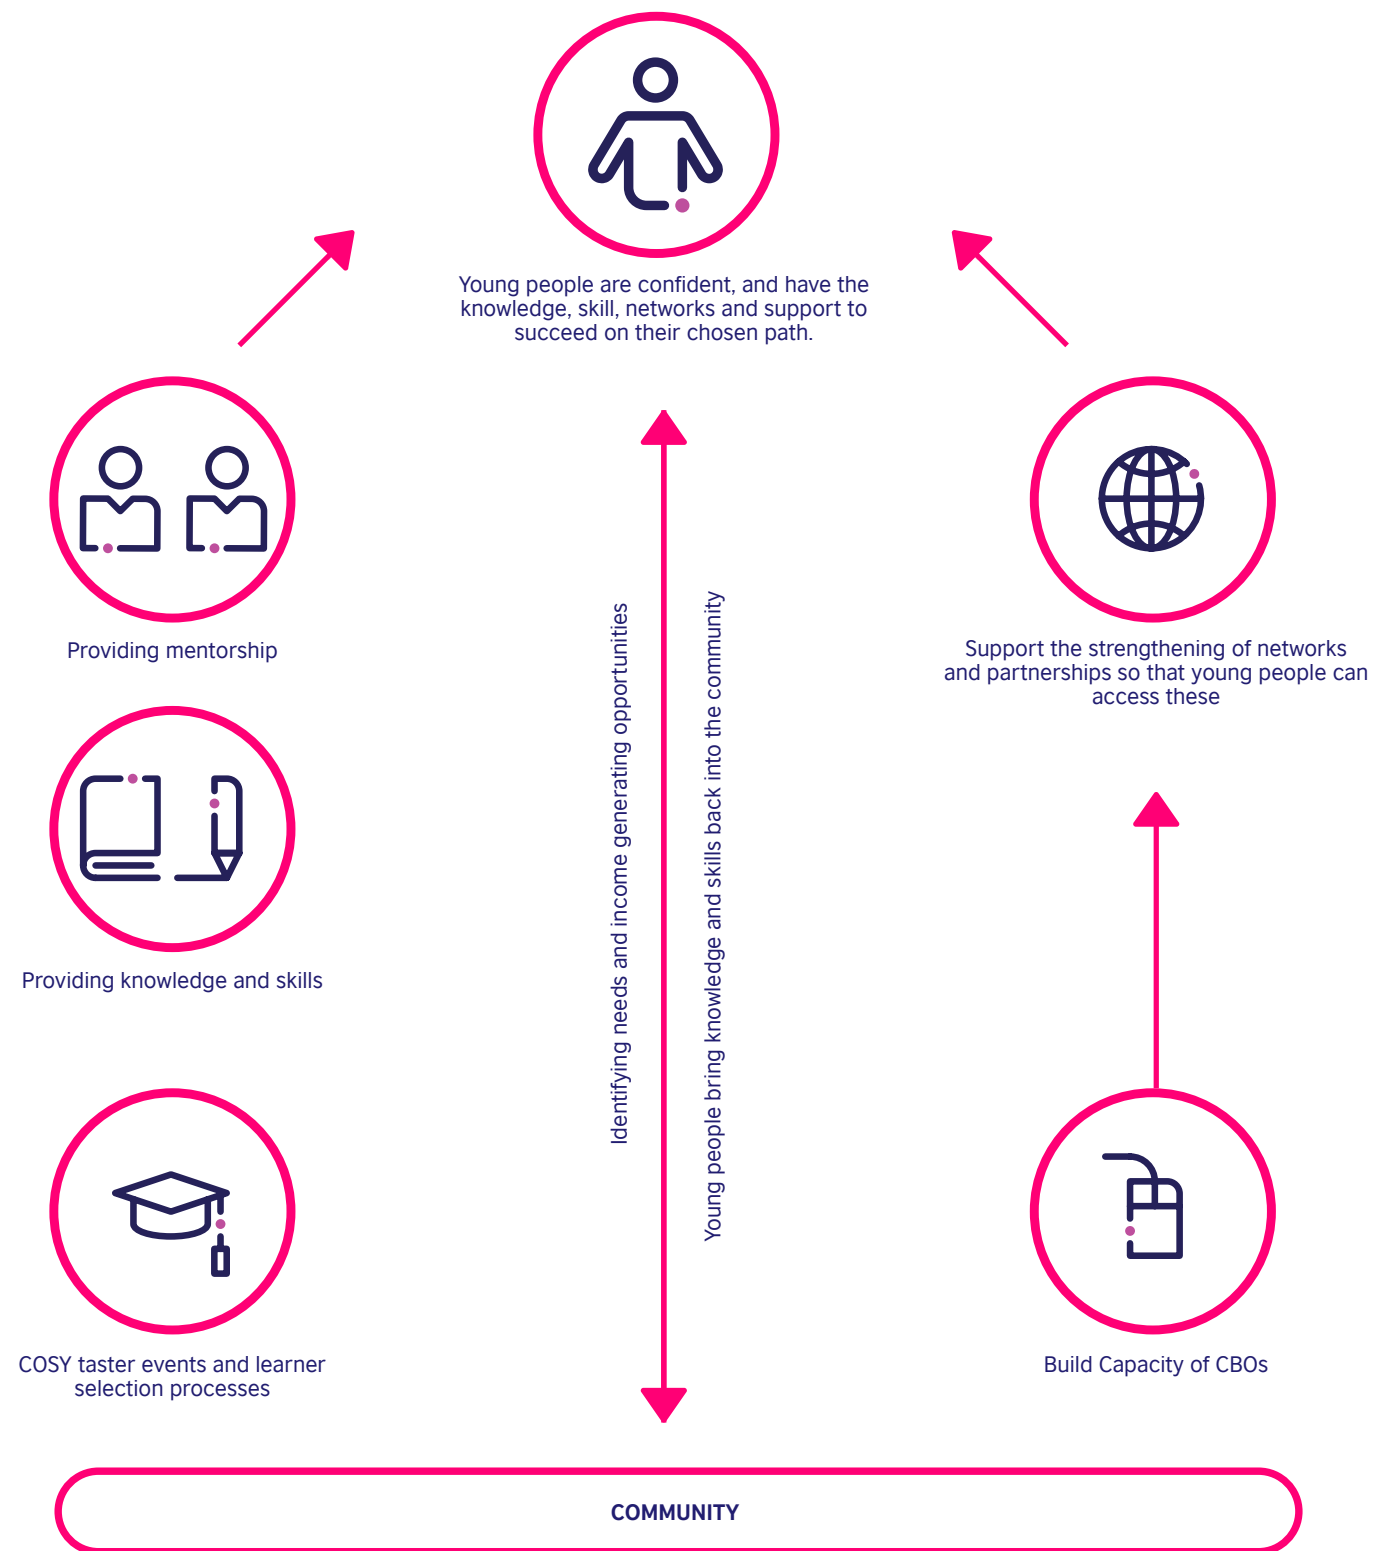 Young people are confident, and have the
knowledge, skill, networks and support to
succeed on their chosen path.
Providing mentorship
Support the strengthening of networks
and partnerships so that young people can
access these
Identifying needs and income generating opportunities
Young people bring knowledge and skills back into the community
Providing knowledge and skills
COSY taster events and learner
selection processes
Build Capacity of CBOs
COMMUNITY